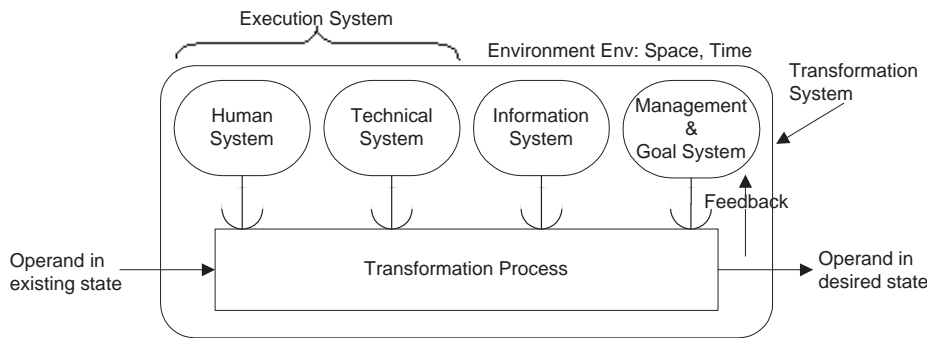 Execution System
Environment Env: Space, Time
Transformation
System
Human
System
Technical
System
Information
System
Management
&
Goal System
Feedback
Operand in
existing state
Transformation Process
Operand in
desired state